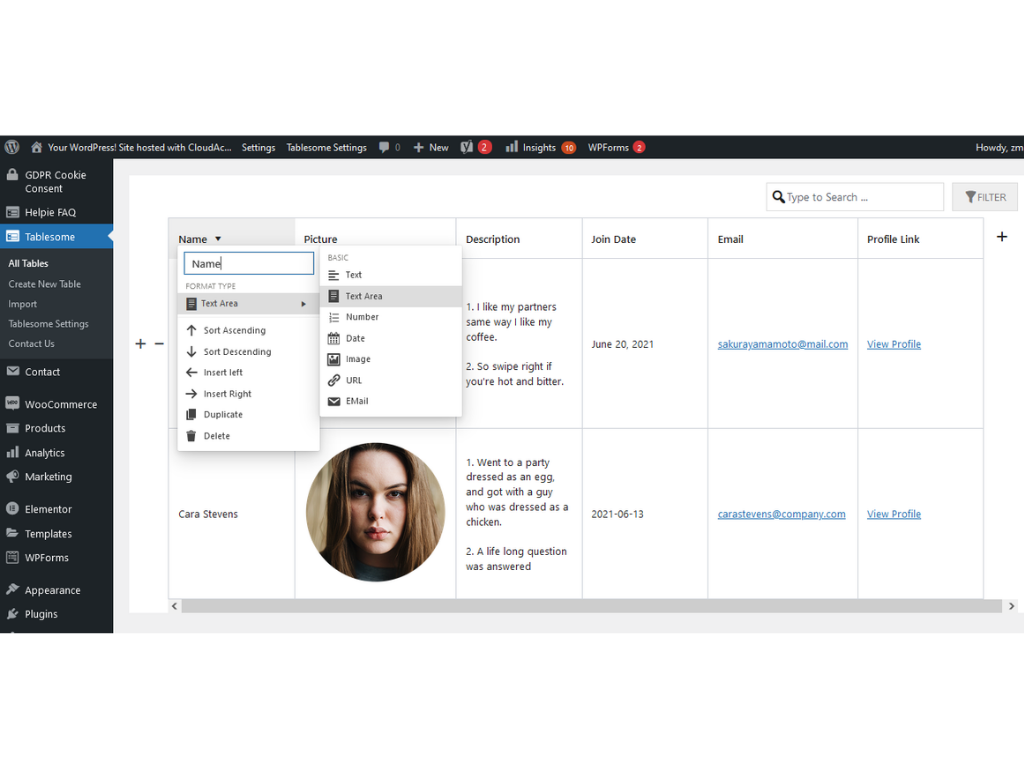 Your WordPress! Site hosted with CloudAc... Settings Tablesome Settings 0 New 2 Insights 10 WPForms 2 Howdy, zm
GDPR Cookie
Consent
Helpie FAQ
Tablesome
All Tables
Create New Table
Import
Tablesome Settings
Contact Us
Contact
WooCommerce
Products
Analytics
Marketing
Elementor
Templates
WPForms
Appearance
Plugins
Type to Search ...
FILTER
Name Picture Description Join Date Email Profile Link
Name
FORMAT TYPE
Text Area
Sort Ascending
Sort Descending
Insert left
Insert Right
Duplicate
Delete
BASIC
Text
Text Area
Number
Date
Image
URL
EMail
1. I like my partners
same way I like my
coffee.
2. So swipe right if
you're hot and bitter.
June 20, 2021
sakurayamamoto@mail.com
View Profile
Cara Stevens
1. Went to a party
dressed as an egg,
and got with a guy
who was dressed as a
chicken.
2. A life long question
was answered
2021-06-13
carastevens@company.com
View Profile